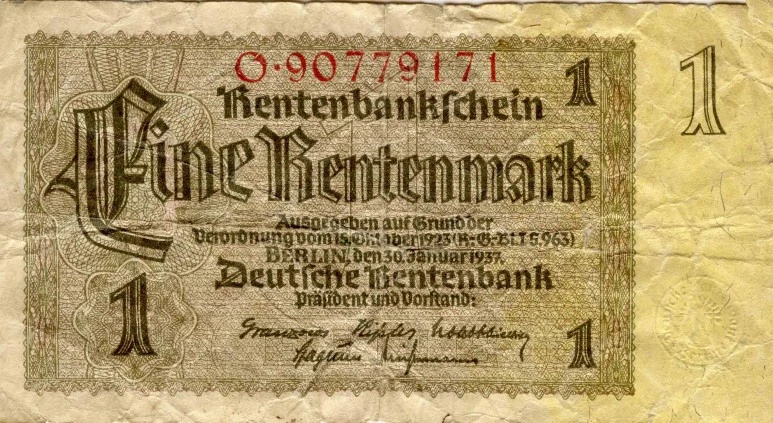 O·90779171
1
1
Rentenbankschein
Eine Rentenmark
Ausgegeben auf Grund der
Verordnung vom 15. Oktober 1923 (R-G-Bl I S 963)
BERLIN, den 30. Januar 1937.
Deutsche Rentenbank
Präsident und Vorstand:
1
1